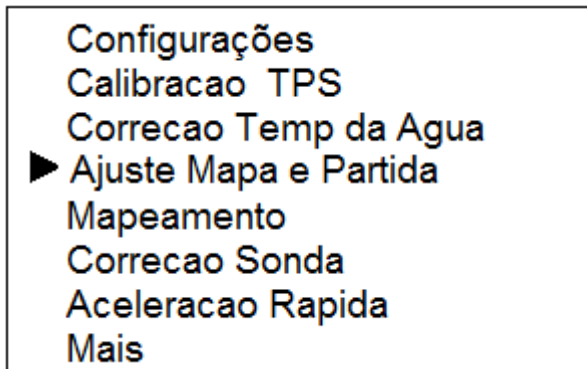 Configurações
Calibracao TPS
Correcao Temp da Agua
Ajuste Mapa e Partida
Mapeamento
Correcao Sonda
Aceleracao Rapida
Mais